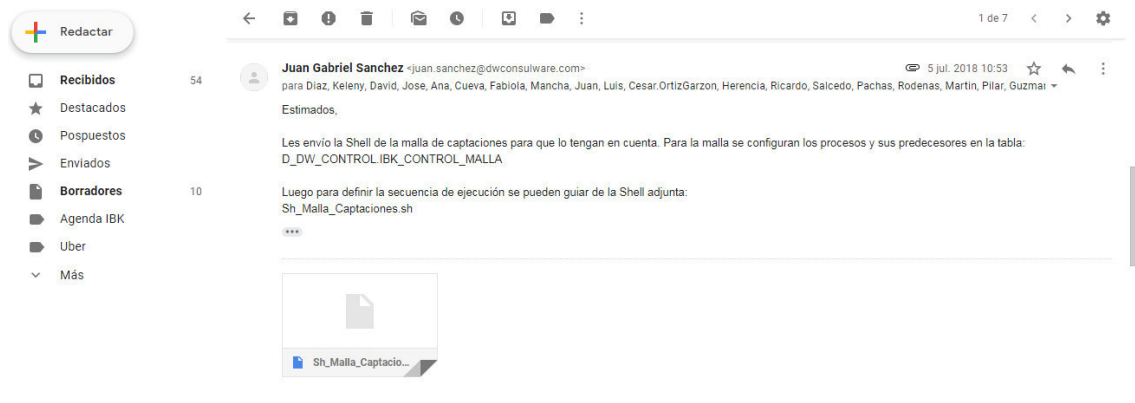 Redactar
1 de 7
Recibidos 54
Destacados
Pospuestos
Enviados
Borradores 10
Agenda IBK
Uber
Más
Juan Gabriel Sanchez <juan.sanchez@dwconsulware.com> 5 jul. 2018 10:53
para Diaz, Keleny, David, Jose, Ana, Cueva, Fabiola, Mancha, Juan, Luis, Cesar.OrtizGarzon, Herencia, Ricardo, Salcedo, Pachas, Rodenas, Martin, Pilar, Guzmar
Estimados,
Les envío la Shell de la malla de captaciones para que lo tengan en cuenta. Para la malla se configuran los procesos y sus predecesores en la tabla:
D_DW_CONTROL.IBK_CONTROL_MALLA
Luego para definir la secuencia de ejecución se pueden guiar de la Shell adjunta:
Sh_Malla_Captaciones.sh
Sh_Malla_Captacio...